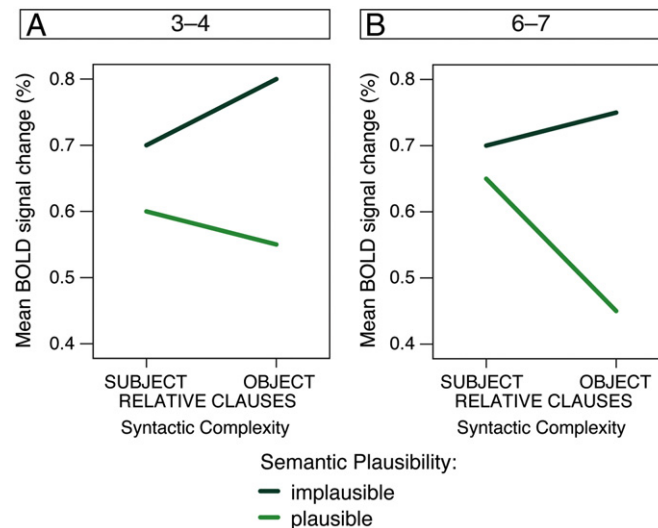 A
3–4
B
6–7
Mean BOLD signal change (%)
0.8
0.7
0.6
0.5
0.4
SUBJECT OBJECT
RELATIVE CLAUSES
Syntactic Complexity
Mean BOLD signal change (%)
0.8
0.7
0.6
0.5
0.4
SUBJECT OBJECT
RELATIVE CLAUSES
Syntactic Complexity
Semantic Plausibility:
implausible
plausible